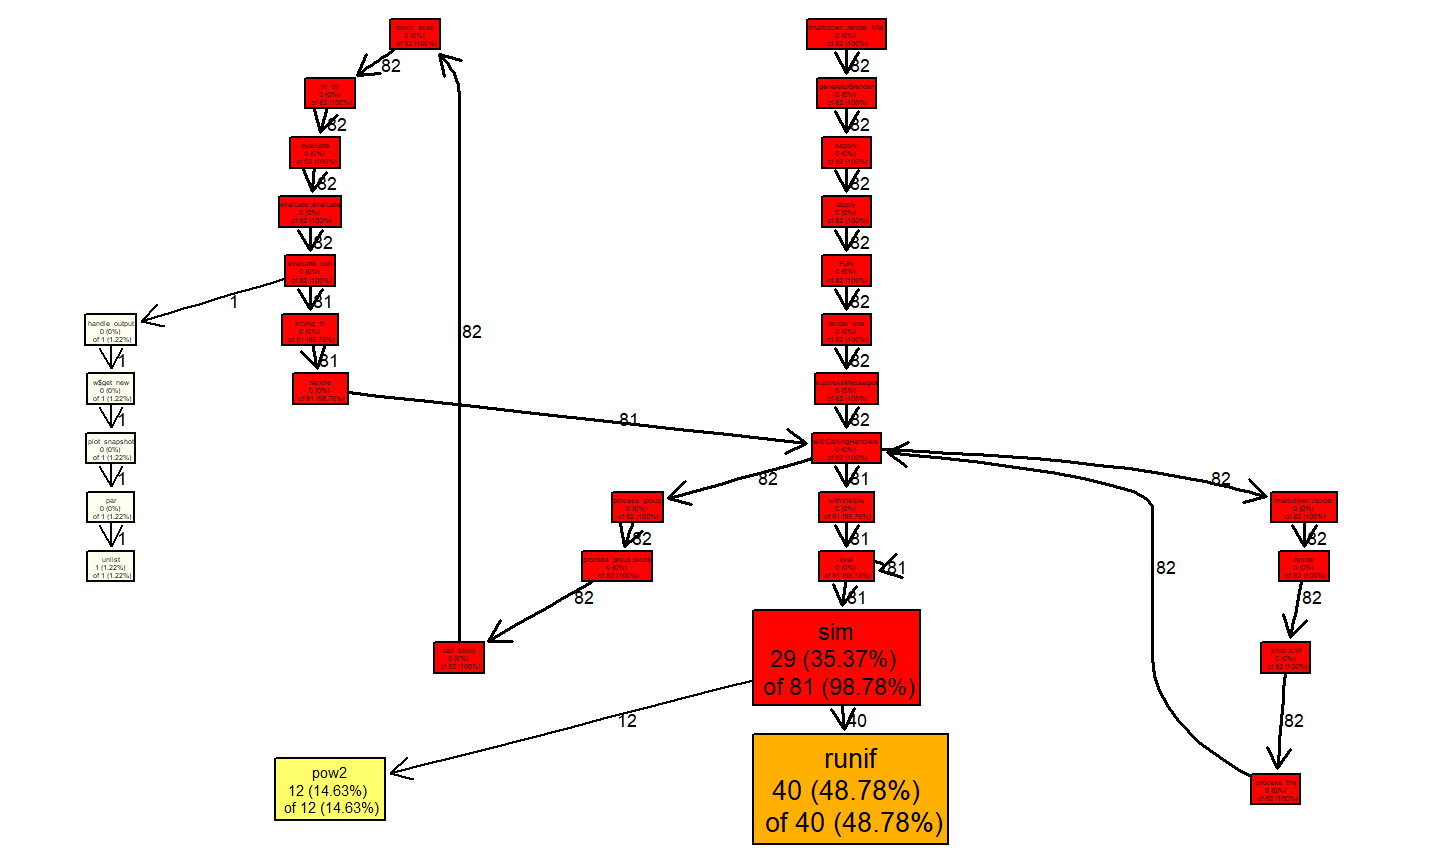 block_exec
0 (0%)
of 82 (100%)
82
in_dir
0 (0%)
of 82 (100%)
82
evaluate
0 (0%)
of 82 (100%)
82
evaluate::evaluate
0 (0%)
of 82 (100%)
82
evaluate_call
0 (0%)
of 82 (100%)
1
81
timing_fn
0 (0%)
of 81 (98.78%)
81
handle
0 (0%)
of 81 (98.78%)
81
handle_output
0 (0%)
of 1 (1.22%)
1
w$get_new
0 (0%)
of 1 (1.22%)
1
plot_snapshot
0 (0%)
of 1 (1.22%)
1
par
0 (0%)
of 1 (1.22%)
1
unlist
1 (1.22%)
of 1 (1.22%)
82
rmarkdown::render_site
0 (0%)
of 82 (100%)
82
generator$render
0 (0%)
of 82 (100%)
82
sapply
0 (0%)
of 82 (100%)
82
lapply
0 (0%)
of 82 (100%)
82
FUN
0 (0%)
of 82 (100%)
82
render_one
0 (0%)
of 82 (100%)
82
suppressMessages
0 (0%)
of 82 (100%)
82
withCallingHandlers
0 (0%)
of 82 (100%)
82
81
82
process_group
0 (0%)
of 82 (100%)
82
process_group.block
0 (0%)
of 82 (100%)
82
call_block
0 (0%)
of 82 (100%)
withVisible
0 (0%)
of 81 (98.78%)
81
eval
0 (0%)
of 81 (98.78%)
81
81
sim
29 (35.37%)
of 81 (98.78%)
12
40
pow2
12 (14.63%)
of 12 (14.63%)
runif
40 (48.78%)
of 40 (48.78%)
rmarkdown::render
0 (0%)
of 82 (100%)
82
render
0 (0%)
of 82 (100%)
82
knitr::knit
0 (0%)
of 82 (100%)
82
process_file
0 (0%)
of 82 (100%)
82